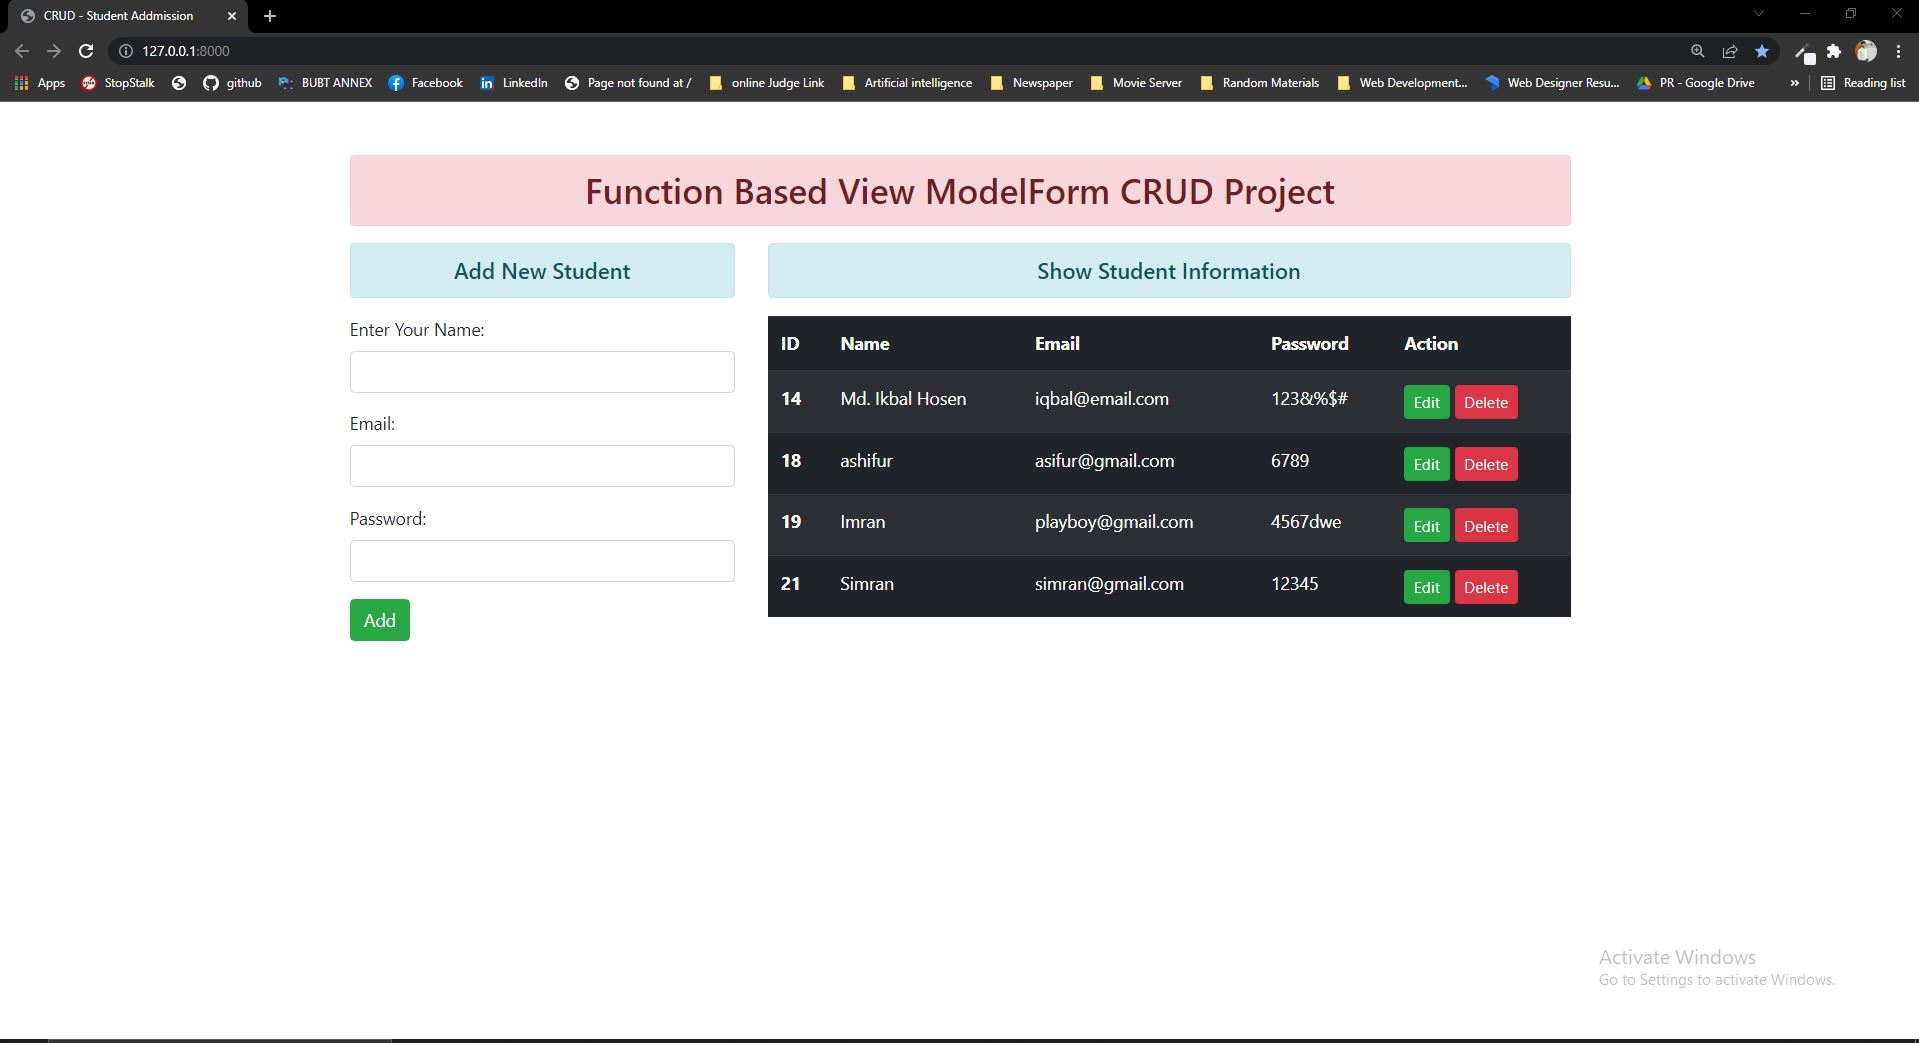 CRUD - Student Addmission
127.0.0.1:8000
Apps StopStalk github BUBT ANNEX Facebook LinkedIn Page not found at / online Judge Link Artificial intelligence Newspaper Movie Server Random Materials Web Development... Web Designer Resu... PR - Google Drive » Reading list
Function Based View ModelForm CRUD Project
Add New Student
Enter Your Name:
Email:
Password:
Add
Show Student Information
ID Name Email Password Action
14 Md. Ikbal Hosen iqbal@email.com 123&%$# Edit Delete
18 ashifur asifur@gmail.com 6789 Edit Delete
19 Imran playboy@gmail.com 4567dwe Edit Delete
21 Simran simran@gmail.com 12345 Edit Delete
Activate Windows
Go to Settings to activate Windows.